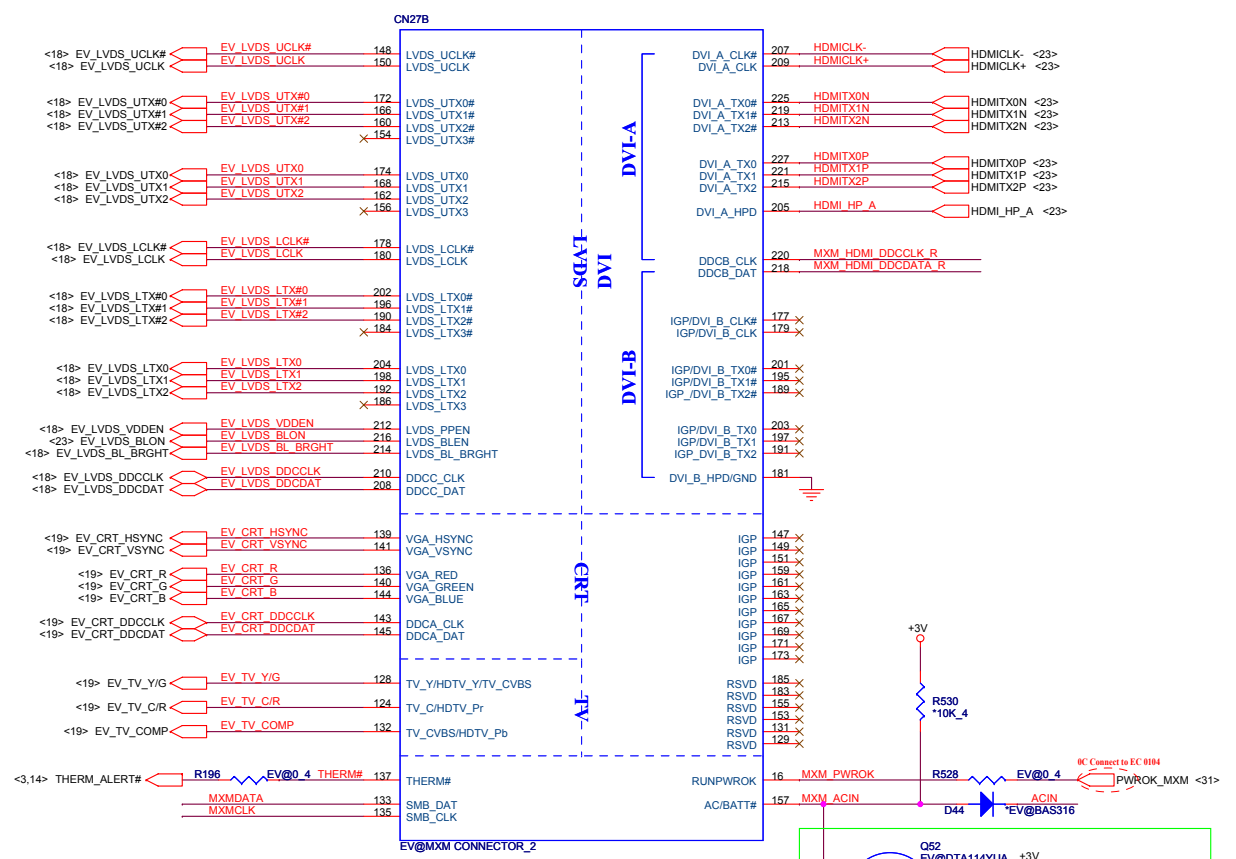 CN27B
<18> EV_LVDS_UCLK# EV_LVDS_UCLK# 148 LVDS_UCLK# DVI_A_CLK# 207 HDMICLK- HDMICLK- <23>
<18> EV_LVDS_UCLK EV_LVDS_UCLK 150 LVDS_UCLK DVI_A_CLK 209 HDMICLK+ HDMICLK+ <23>
<18> EV_LVDS_UTX#0 EV_LVDS_UTX#0 172 LVDS_UTX0# DVI_A_TX0# 225 HDMITX0N HDMITX0N <23>
<18> EV_LVDS_UTX#1 EV_LVDS_UTX#1 166 LVDS_UTX1# DVI_A_TX1# 219 HDMITX1N HDMITX1N <23>
<18> EV_LVDS_UTX#2 EV_LVDS_UTX#2 160 LVDS_UTX2# DVI_A_TX2# 213 HDMITX2N HDMITX2N <23>
154 LVDS_UTX3#
DVI-A
<18> EV_LVDS_UTX0 EV_LVDS_UTX0 174 LVDS_UTX0 DVI_A_TX0 227 HDMITX0P HDMITX0P <23>
<18> EV_LVDS_UTX1 EV_LVDS_UTX1 168 LVDS_UTX1 DVI_A_TX1 221 HDMITX1P HDMITX1P <23>
<18> EV_LVDS_UTX2 EV_LVDS_UTX2 162 LVDS_UTX2 DVI_A_TX2 215 HDMITX2P HDMITX2P <23>
156 LVDS_UTX3 DVI_A_HPD 205 HDMI_HP_A HDMI_HP_A <23>
<18> EV_LVDS_LCLK# EV_LVDS_LCLK# 178 LVDS_LCLK# DDCB_CLK 220 MXM_HDMI_DDCCLK_R
<18> EV_LVDS_LCLK EV_LVDS_LCLK 180 LVDS_LCLK DDCB_DAT 218 MXM_HDMI_DDCDATA_R
LVDS
DVI
<18> EV_LVDS_LTX#0 EV_LVDS_LTX#0 202 LVDS_LTX0#
<18> EV_LVDS_LTX#1 EV_LVDS_LTX#1 196 LVDS_LTX1#
<18> EV_LVDS_LTX#2 EV_LVDS_LTX#2 190 LVDS_LTX2# IGP/DVI_B_CLK# 177
184 LVDS_LTX3# IGP/DVI_B_CLK 179
DVI-B
<18> EV_LVDS_LTX0 EV_LVDS_LTX0 204 LVDS_LTX0 IGP/DVI_B_TX0# 201
<18> EV_LVDS_LTX1 EV_LVDS_LTX1 198 LVDS_LTX1 IGP/DVI_B_TX1# 195
<18> EV_LVDS_LTX2 EV_LVDS_LTX2 192 LVDS_LTX2 IGP_/DVI_B_TX2# 189
186 LVDS_LTX3
<18> EV_LVDS_VDDEN EV_LVDS_VDDEN 212 LVDS_PPEN IGP/DVI_B_TX0 203
<23> EV_LVDS_BLON EV_LVDS_BLON 216 LVDS_BLEN IGP/DVI_B_TX1 197
<18> EV_LVDS_BL_BRGHT EV_LVDS_BL_BRGHT 214 LVDS_BL_BRGHT IGP_DVI_B_TX2 191
<18> EV_LVDS_DDCCLK EV_LVDS_DDCCLK 210 DDCC_CLK DVI_B_HPD/GND 181
<18> EV_LVDS_DDCDAT EV_LVDS_DDCDAT 208 DDCC_DAT
<19> EV_CRT_HSYNC EV_CRT_HSYNC 139 VGA_HSYNC IGP 147
<19> EV_CRT_VSYNC EV_CRT_VSYNC 141 VGA_VSYNC IGP 149
IGP 151
<19> EV_CRT_R EV_CRT_R 136 VGA_RED IGP 159
<19> EV_CRT_G EV_CRT_G 140 VGA_GREEN IGP 161
<19> EV_CRT_B EV_CRT_B 144 VGA_BLUE IGP 163
CRT
IGP 165
<19> EV_CRT_DDCCLK EV_CRT_DDCCLK 143 DDCA_CLK IGP 167
<19> EV_CRT_DDCDAT EV_CRT_DDCDAT 145 DDCA_DAT IGP 169
IGP 171
IGP 173
+3V
<19> EV_TV_Y/G EV_TV_Y/G 128 TV_Y/HDTV_Y/TV_CVBS RSVD 185
RSVD 183
<19> EV_TV_C/R EV_TV_C/R 124 TV_C/HDTV_Pr RSVD 155
TV
RSVD 153
<19> EV_TV_COMP EV_TV_COMP 132 TV_CVBS/HDTV_Pb RSVD 131
RSVD 129
R530
*10K_4
0C Connect to EC 0104
<3,14> THERM_ALERT# R196 EV@0_4 THERM# 137 THERM# RUNPWROK 16 MXM_PWROK R528 EV@0_4 PWROK_MXM <31>
MXMDATA 133 SMB_DAT AC/BATT# 157 MXM_ACIN ACIN
MXMCLK 135 SMB_CLK D44 *EV@BAS316
EV@MXM CONNECTOR_2
Q52
EV@DTA114YUA +3V